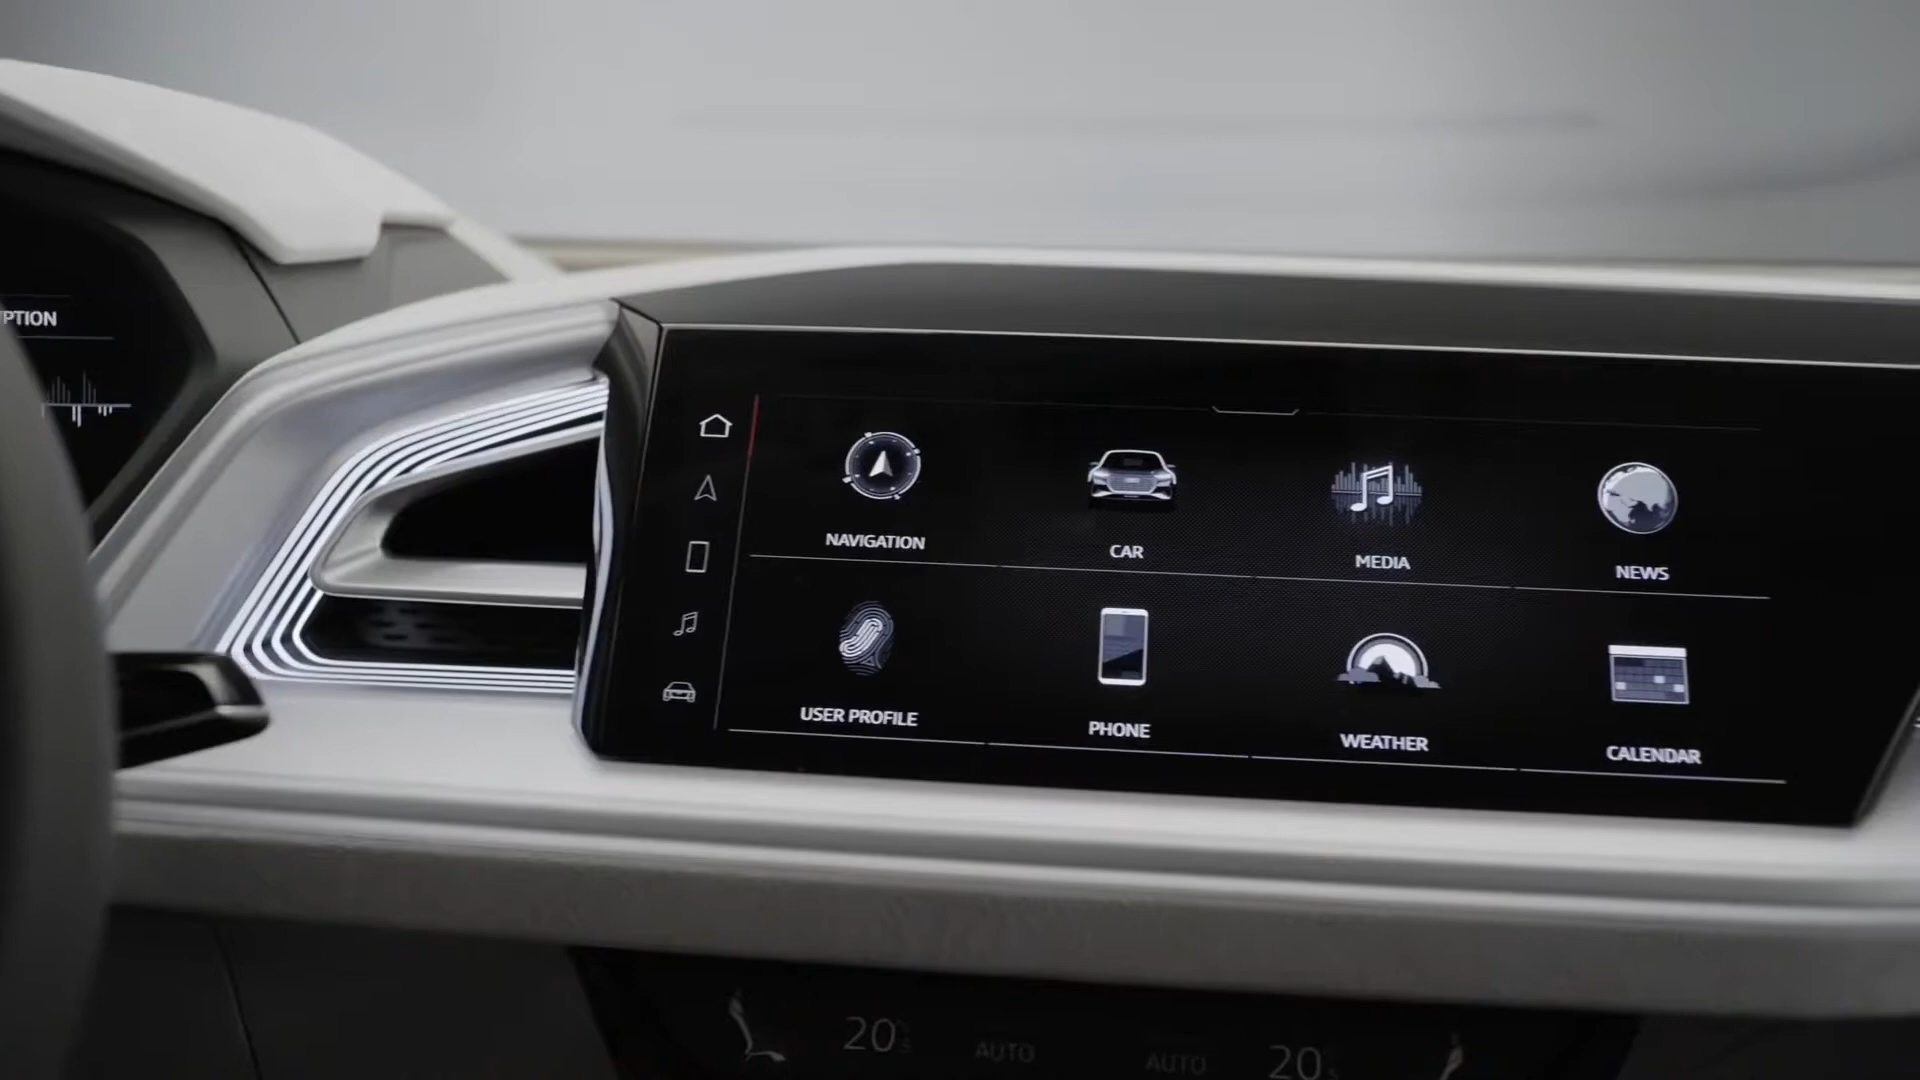 PTION
NAVIGATION
CAR
MEDIA
NEWS
USER PROFILE
PHONE
WEATHER
CALENDAR
20
AUTO
AUTO
20